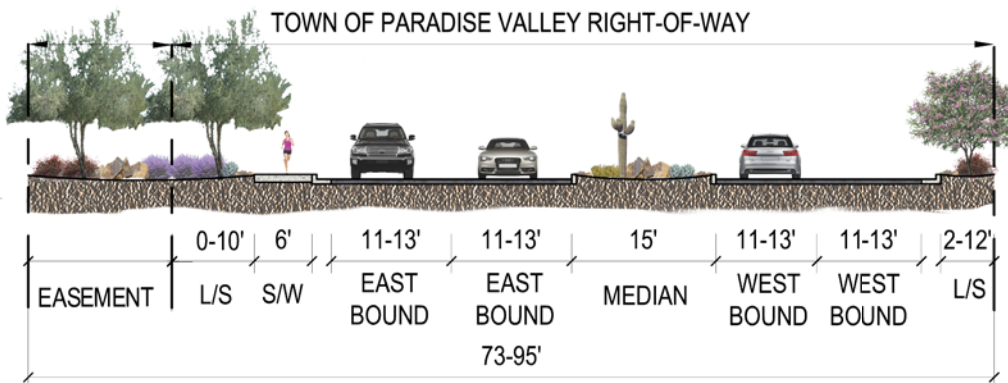 TOWN OF PARADISE VALLEY RIGHT-OF-WAY
0-10' 6' 11-13' 11-13' 15' 11-13' 11-13' 2-12'
EASEMENT L/S S/W EAST BOUND EAST BOUND MEDIAN WEST BOUND WEST BOUND L/S
73-95'